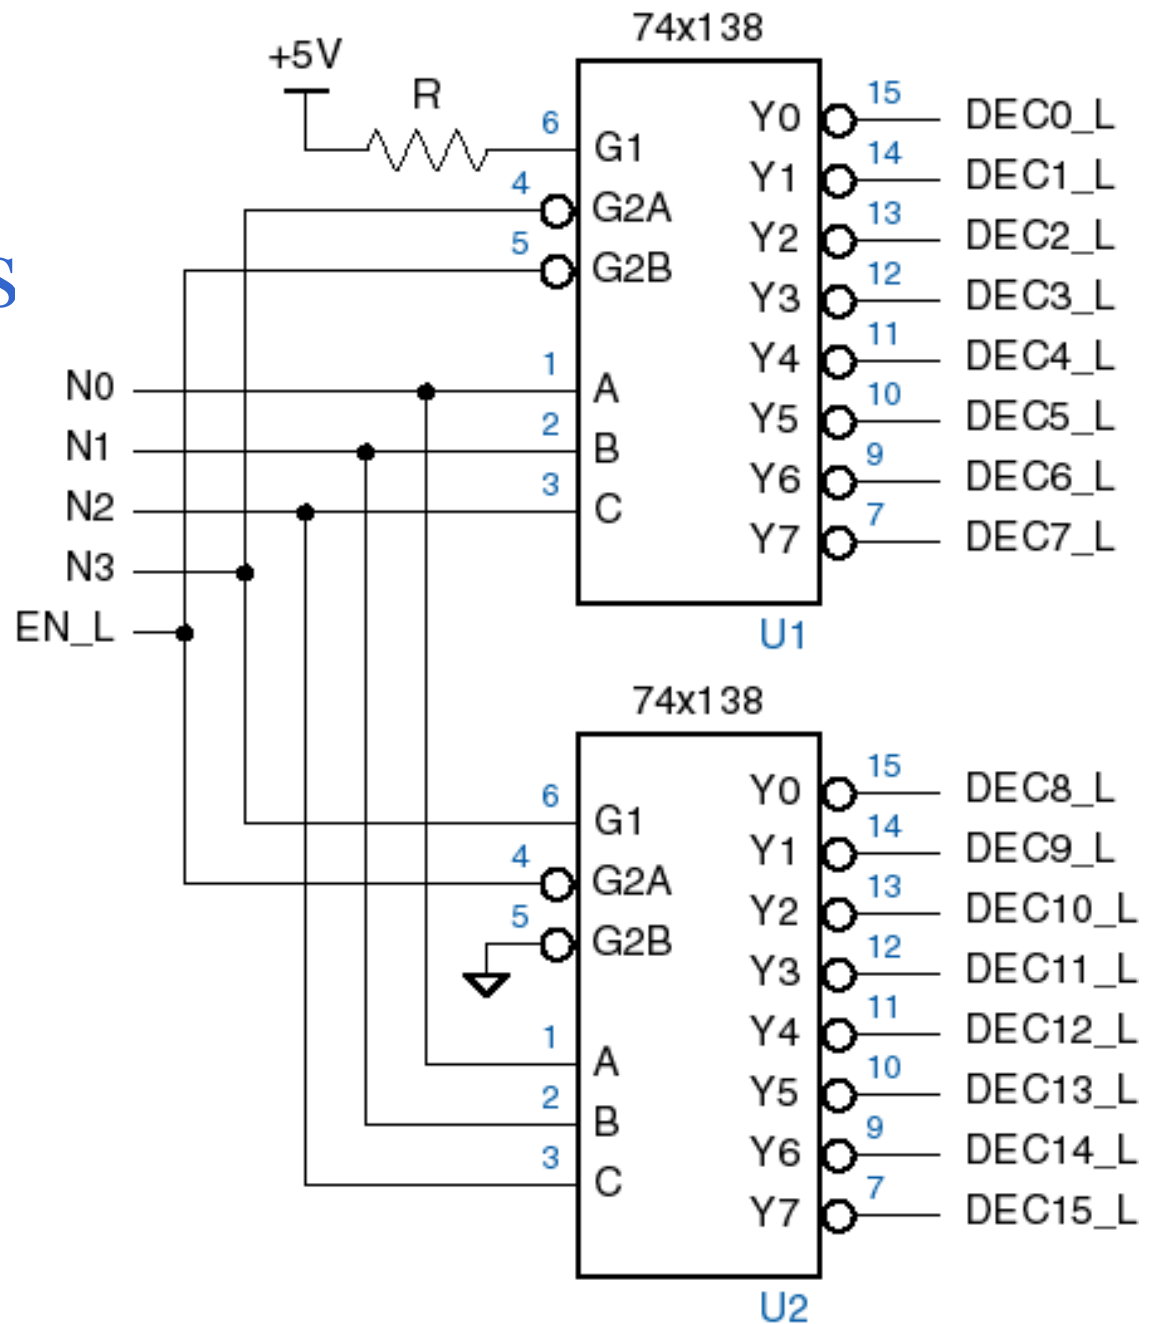 74x138
+5V
R
6
G1
4
G2A
5
G2B
N0
1
A
N1
2
B
N2
3
C
N3
EN_L
Y0 15 DEC0_L
Y1 14 DEC1_L
Y2 13 DEC2_L
Y3 12 DEC3_L
Y4 11 DEC4_L
Y5 10 DEC5_L
Y6 9 DEC6_L
Y7 7 DEC7_L
U1
s
74x138
6
G1
4
G2A
5
G2B
1
A
2
B
3
C
Y0 15 DEC8_L
Y1 14 DEC9_L
Y2 13 DEC10_L
Y3 12 DEC11_L
Y4 11 DEC12_L
Y5 10 DEC13_L
Y6 9 DEC14_L
Y7 7 DEC15_L
U2